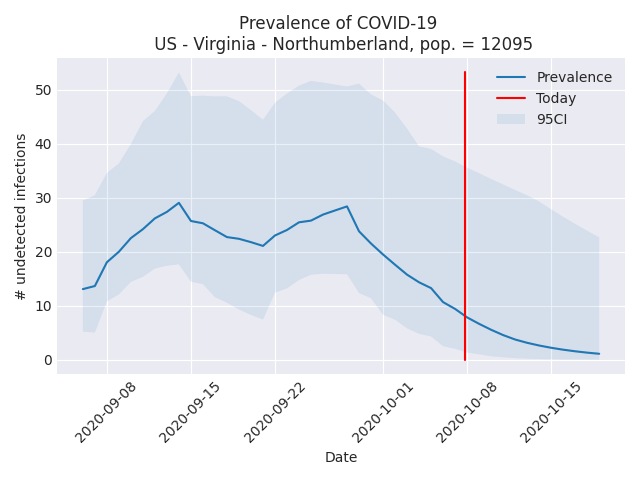 Prevalence of COVID-19
US - Virginia - Northumberland, pop. = 12095
# undetected infections
50
40
30
20
10
0
Prevalence
Today
95CI
2020-09-08
2020-09-15
2020-09-22
2020-10-01
2020-10-08
2020-10-15
Date